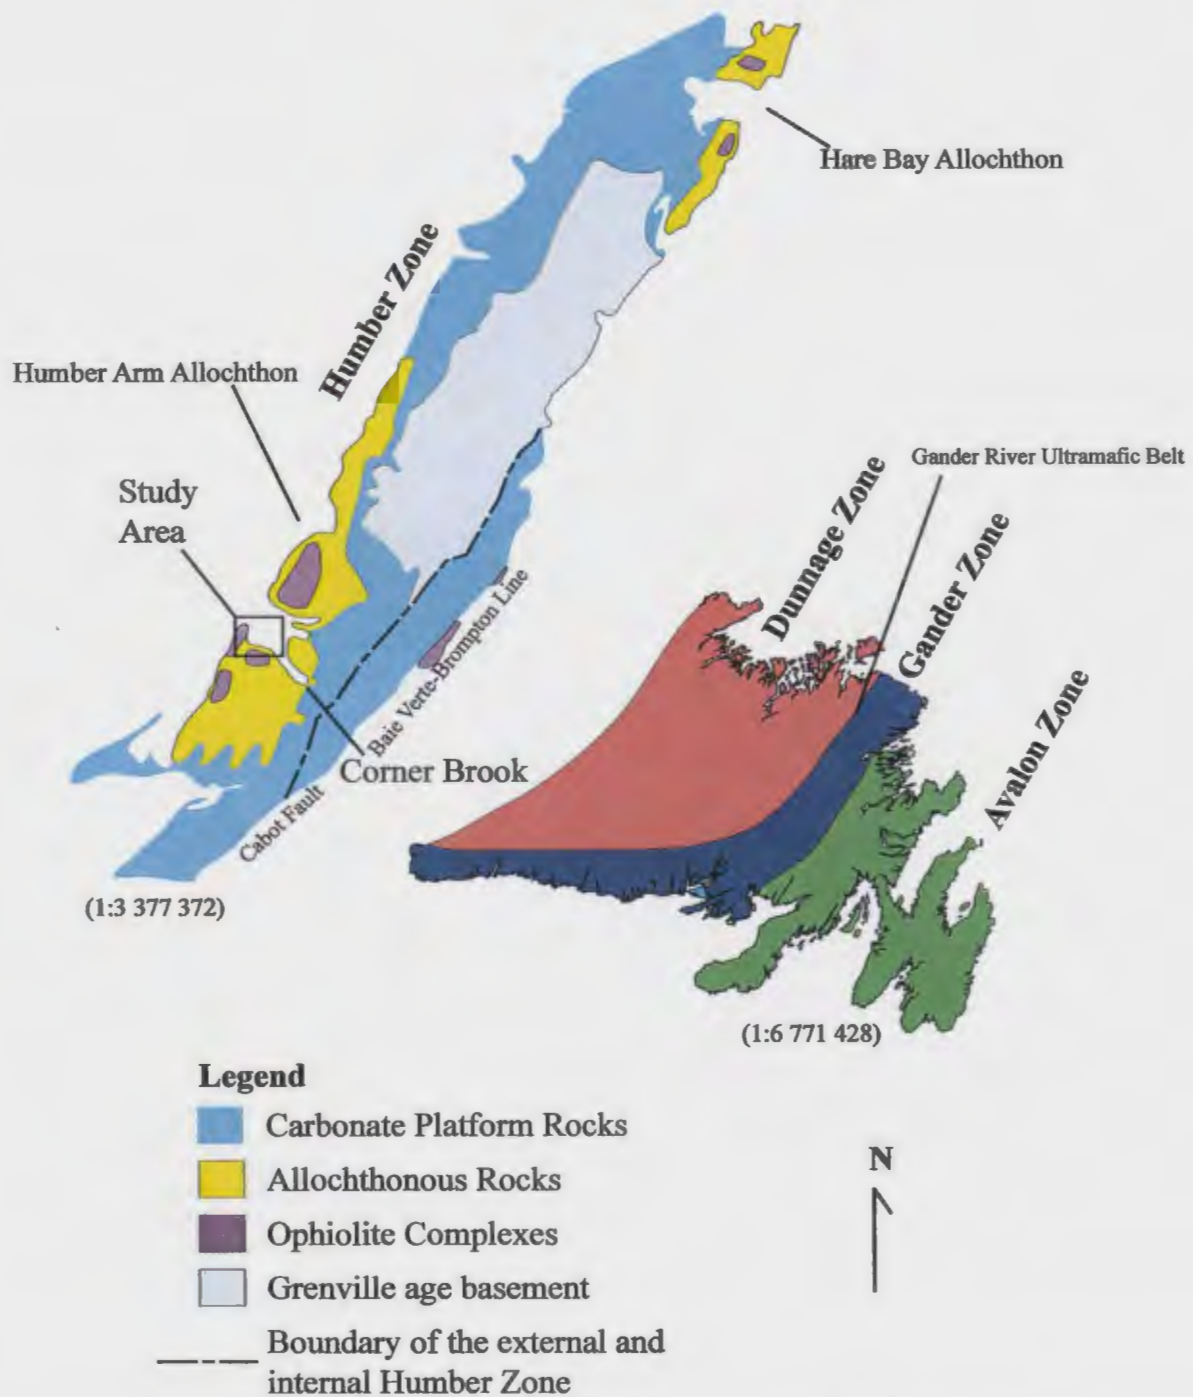 Hare Bay Allochthon
Humber Zone
Humber Arm Allochthon
Study
Area
Gander River Ultramafic Belt
Dunnage Zone
Gander Zone
Avalon Zone
Baie Verte-Brompton Line
Corner Brook
Cabot Fault
(1:3 377 372)
(1:6 771 428)
Legend
Carbonate Platform Rocks
Allochthonous Rocks
Ophiolite Complexes
Grenville age basement
Boundary of the external and
internal Humber Zone
N